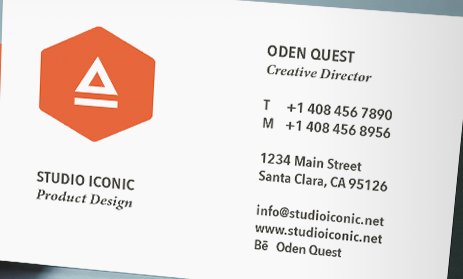 STUDIO ICONIC
Product Design
ODEN QUEST
Creative Director
T +1 408 456 7890
M +1 408 456 8956
1234 Main Street
Santa Clara, CA 95126
info@studioiconic.net
www.studioiconic.net
Bē Oden Quest